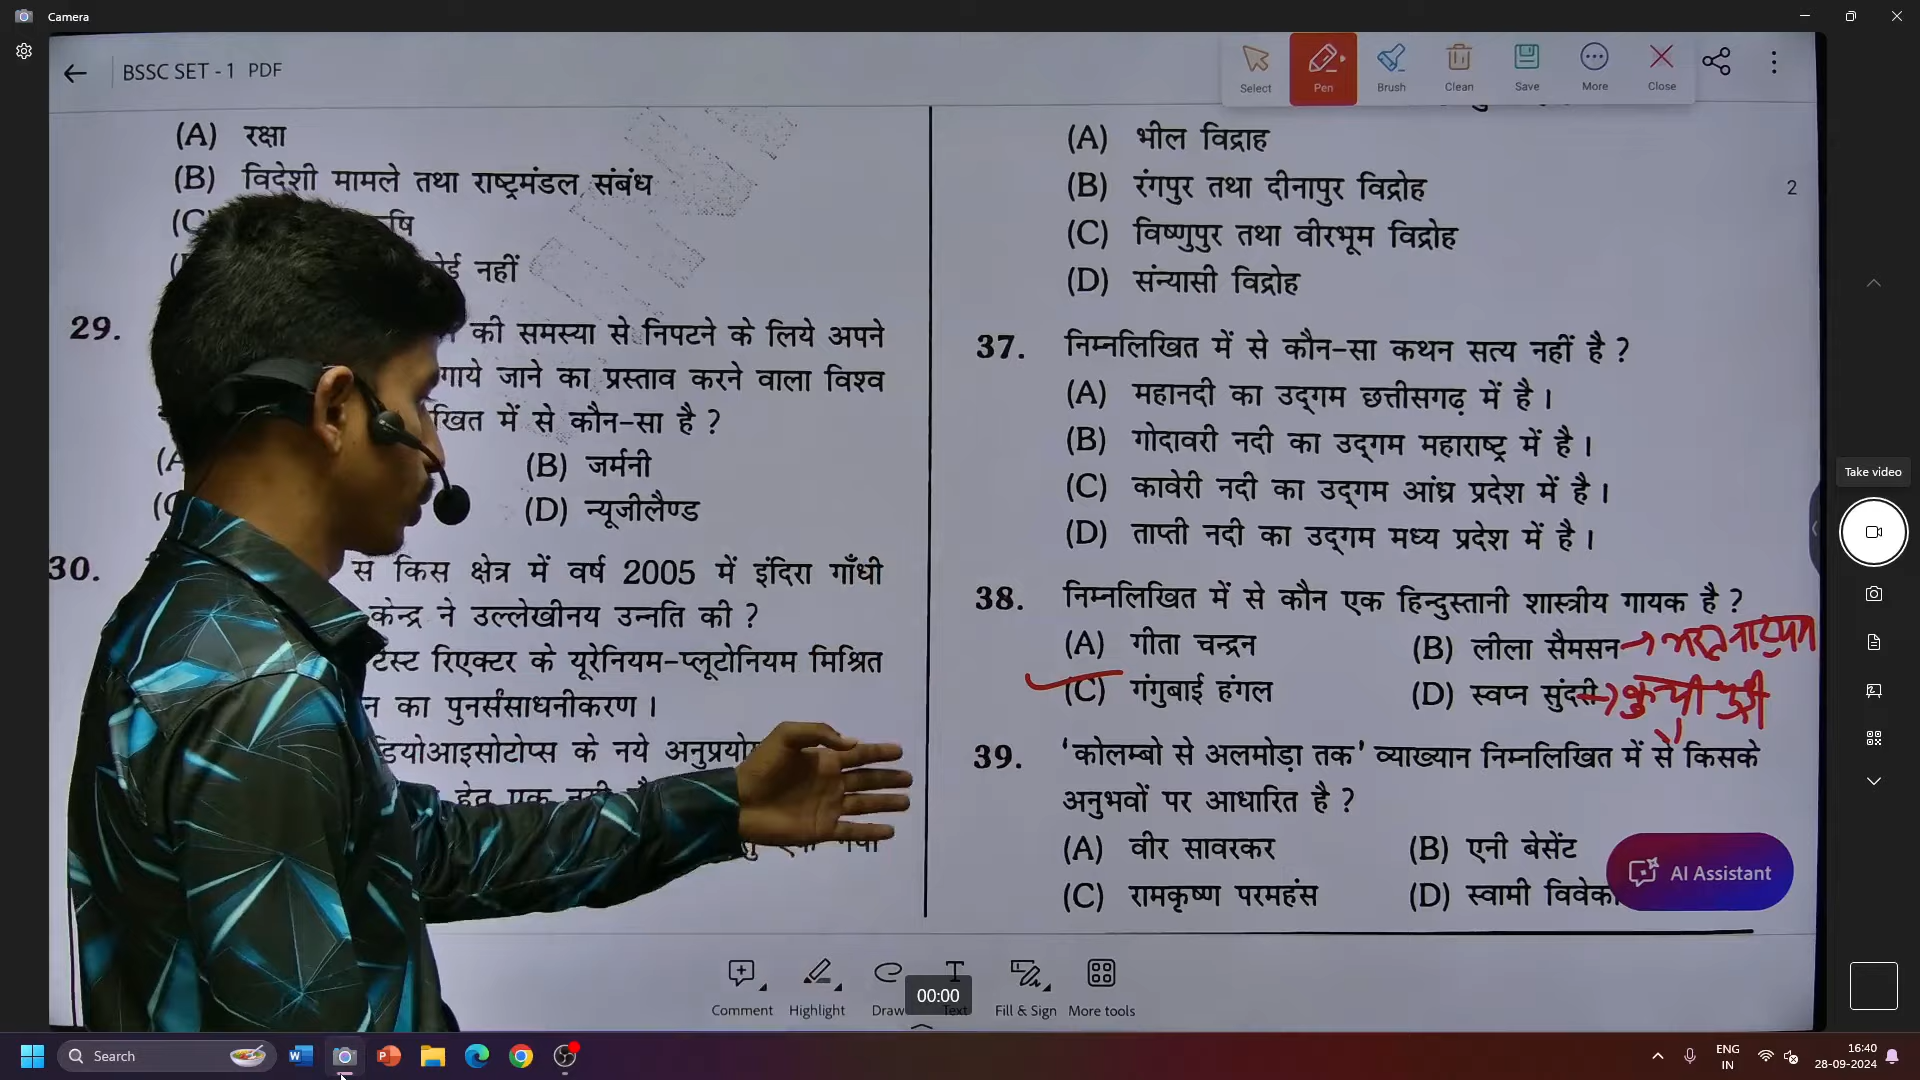 Camera
BSSC SET - 1 PDF
Select
Pen
Brush
Clean
Save
More
Close
(A) रक्षा
(B) विदेशी मामले तथा राष्ट्रमंडल संबंध
नहीं
29. की समस्या से निपटने के लिये अपने
जाने का प्रस्ताव करने वाला विश्व
में से कौन-सा है ?
(B) जर्मनी
(D) न्यूजीलैण्ड
30. किस क्षेत्र में वर्ष 2005 में इंदिरा गाँधी
केन्द्र ने उल्लेखीनय उन्नति की ?
रिएक्टर के यूरेनियम-प्लूटोनियम मिश्रित
का पुनर्संसाधनीकरण ।
के नये
(A) भील विद्राह
(B) रंगपुर तथा दीनापुर विद्रोह
(C) विष्णुपुर तथा वीरभूम विद्रोह
(D) संन्यासी विद्रोह
2
37. निम्नलिखित में से कौन-सा कथन सत्य नहीं है ?
(A) महानदी का उद्गम छत्तीसगढ़ में है ।
(B) गोदावरी नदी का उद्गम महाराष्ट्र में है ।
(C) कावेरी नदी का उद्गम आंध्र प्रदेश में है ।
(D) ताप्ती नदी का उद्गम मध्य प्रदेश में है ।
38. निम्नलिखित में से कौन एक हिन्दुस्तानी शास्त्रीय गायक है ?
(A) गीता चन्द्रन (B) लीला सैमसन → भरतनाट्यम
(C) गंगुबाई हंगल (D) स्वप्न सुंदरी → कुचीपुड़ी
39. 'कोलम्बो से अलमोड़ा तक' व्याख्यान निम्नलिखित में से किसके
अनुभवों पर आधारित है ?
(A) वीर सावरकर (B) एनी बेसेंट
(C) रामकृष्ण परमहंस (D) स्वामी
AI Assistant
Take video
Comment
Highlight
Draw
Text
Fill & Sign
More tools
00:00
Search
ENG
IN
16:40
28-09-2024